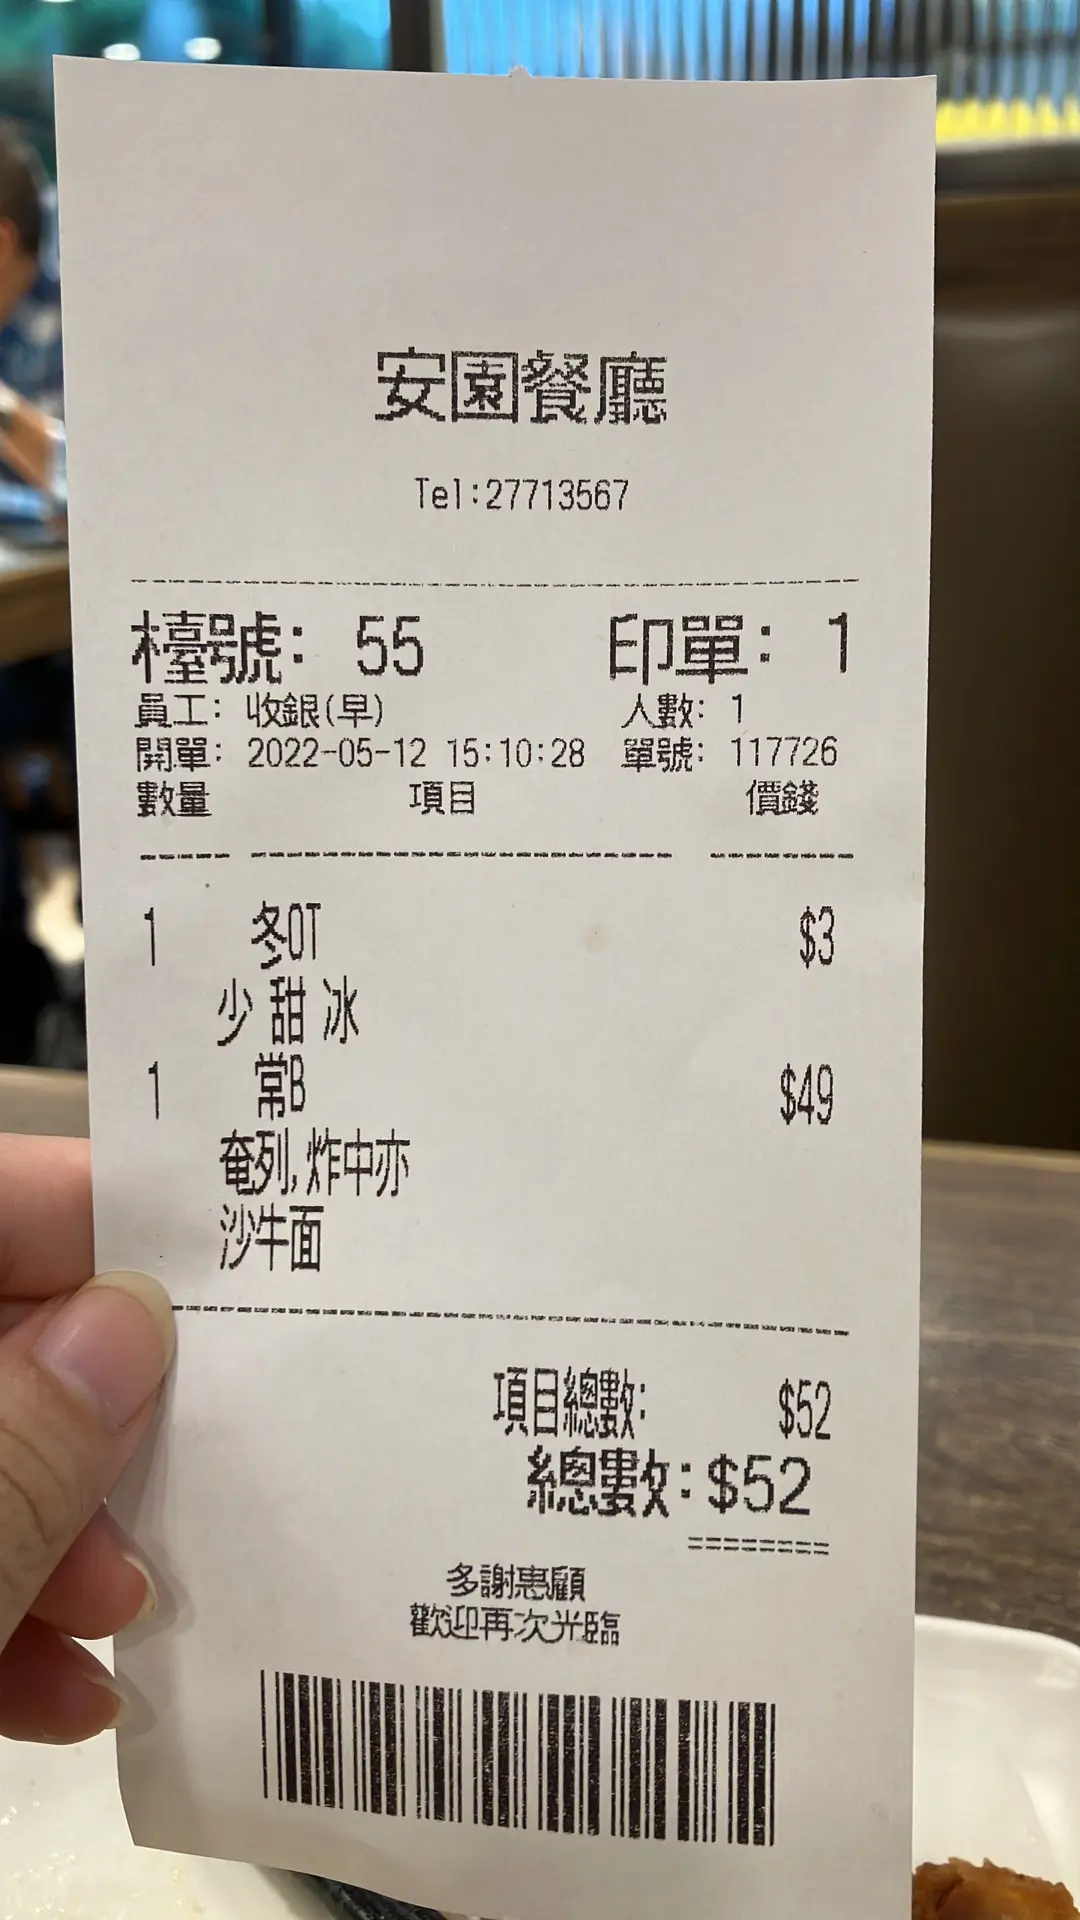 安園餐廳
Tel:27713567
檯號: 55 印單: 1
員工: 收銀(早) 人數: 1
開單: 2022-05-12 15:10:28 單號: 117726
數量 項目 價錢
1 冬OT $3
少甜冰
1 常B $49
奄列,炸中亦
沙牛面
項目總數: $52
總數:$52
========
多謝惠顧
歡迎再次光臨